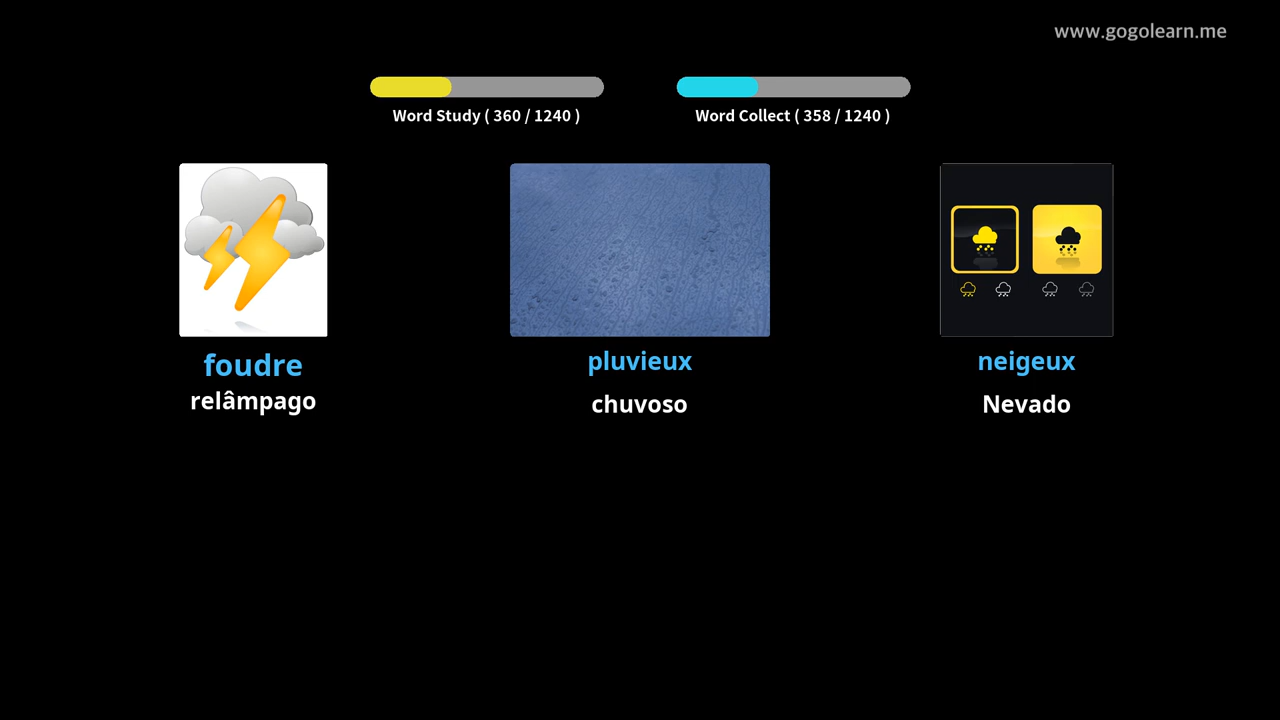 www.gogolearn.me
Word Study ( 360 / 1240 )
Word Collect ( 358 / 1240 )
foudre
relâmpago
pluvieux
chuvoso
neigeux
Nevado